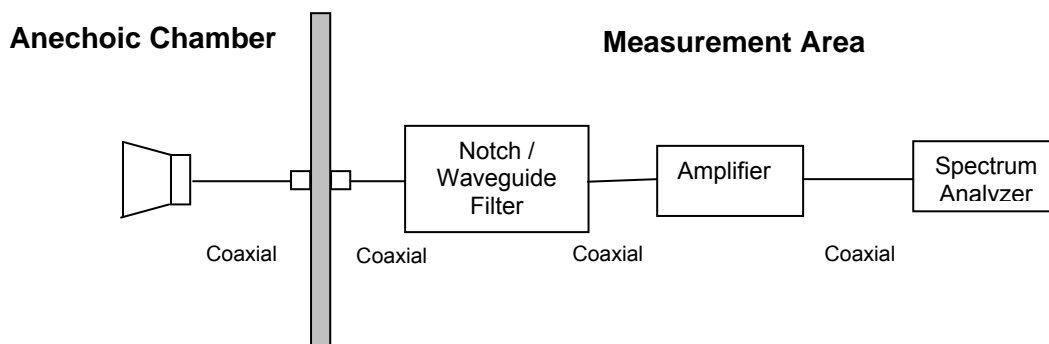 Anechoic Chamber
Measurement Area
Notch /
Waveguide
Filter
Amplifier
Spectrum
Analyzer
Coaxial
Coaxial
Coaxial
Coaxial